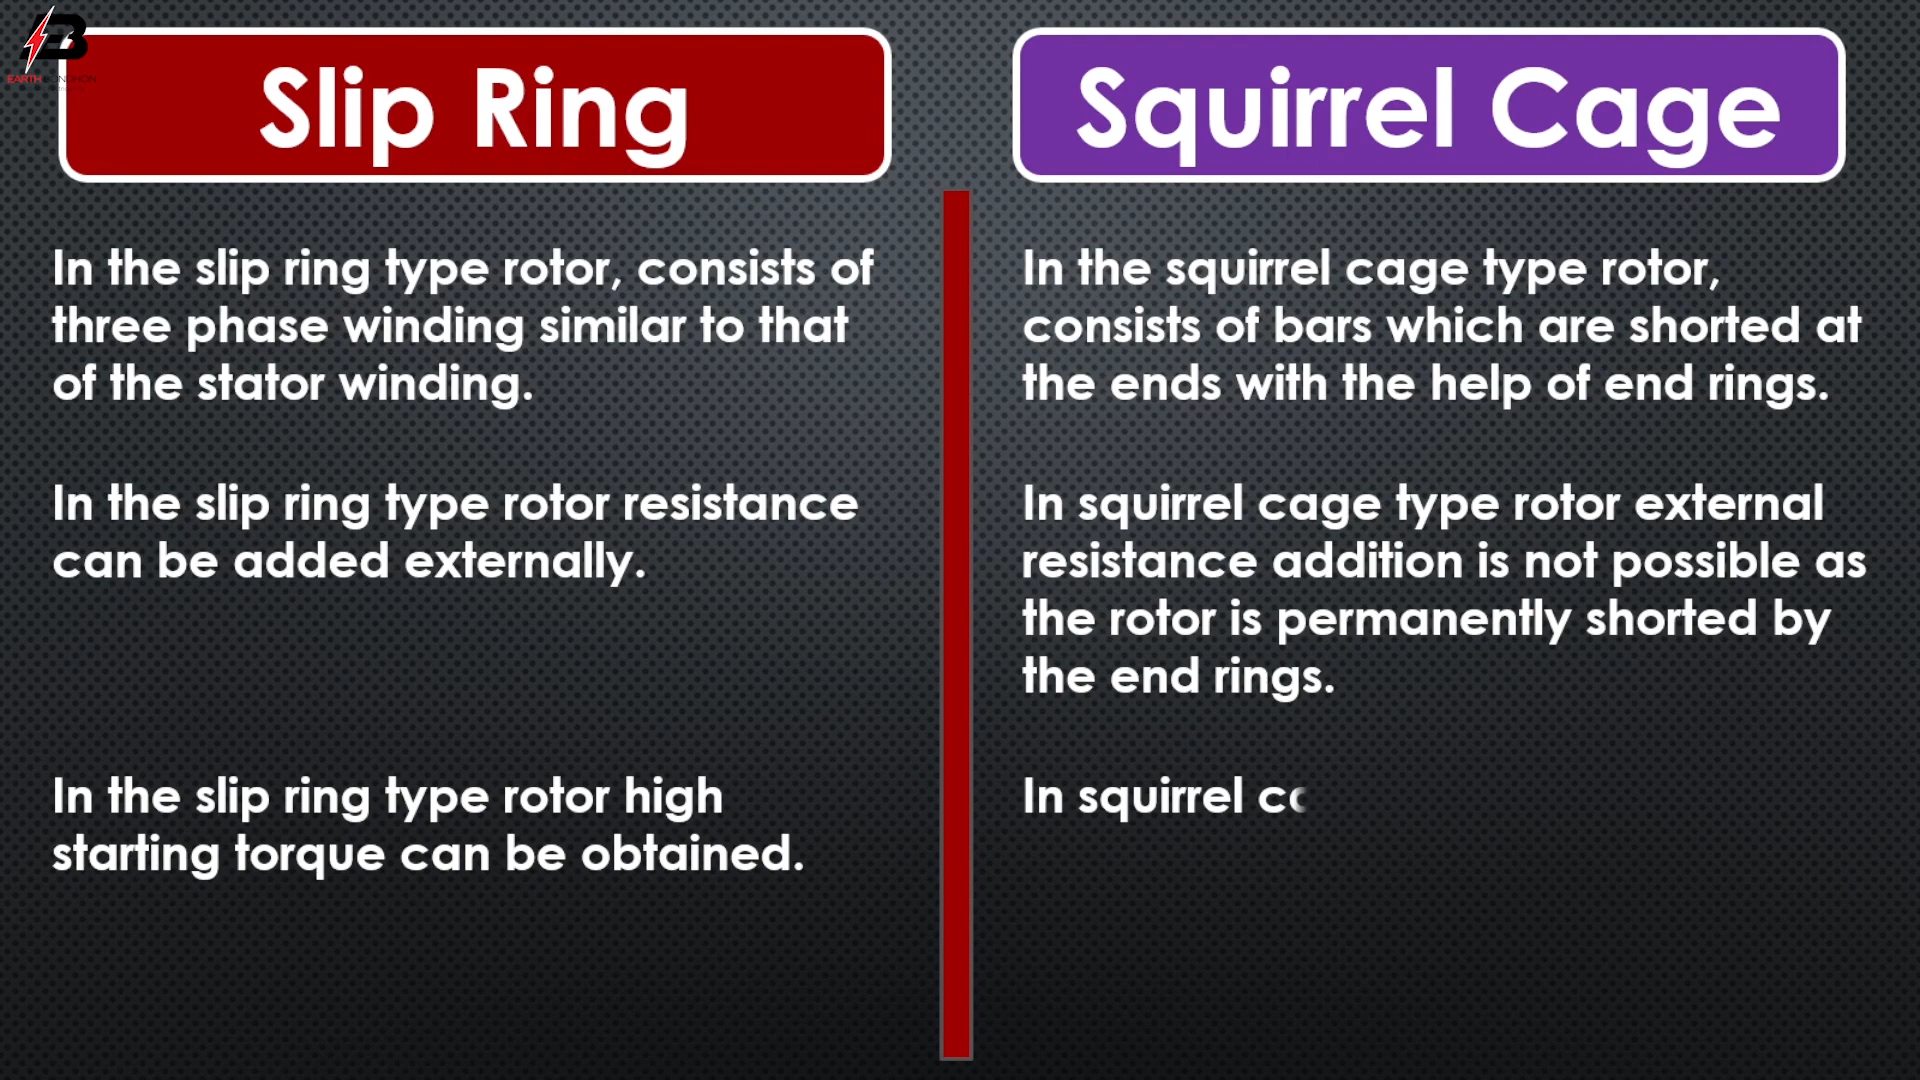 Slip Ring
In the slip ring type rotor, consists of
three phase winding similar to that
of the stator winding.
In the slip ring type rotor resistance
can be added externally.
In the slip ring type rotor high
starting torque can be obtained.
Squirrel Cage
In the squirrel cage type rotor,
consists of bars which are shorted at
the ends with the help of end rings.
In squirrel cage type rotor external
resistance addition is not possible as
the rotor is permanently shorted by
the end rings.
In squirrel c